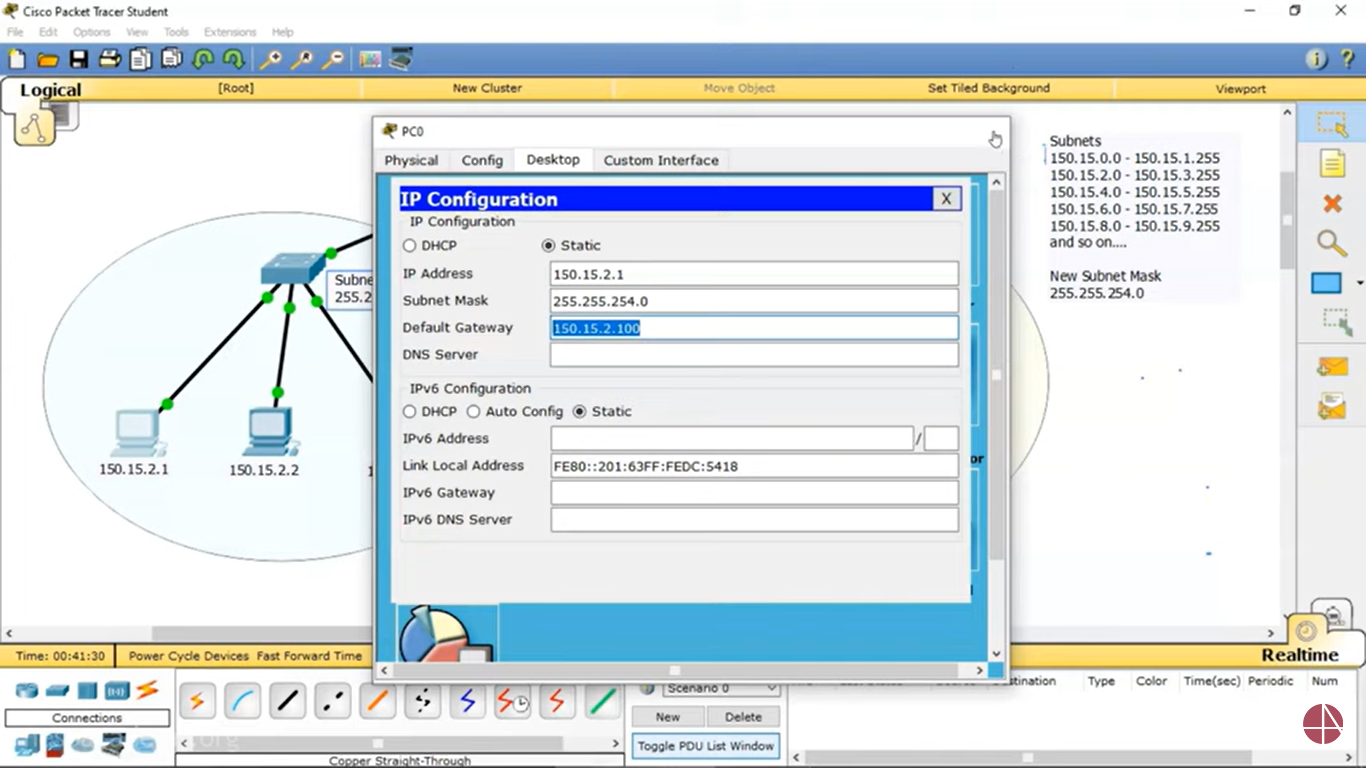 Cisco Packet Tracer Student
File Edit Options View Tools Extensions Help
Logical [Root] New Cluster Move Object Set Tiled Background Viewport
PC0
Physical Config Desktop Custom Interface
IP Configuration X
IP Configuration
DHCP Static
IP Address 150.15.2.1
Subnet Mask 255.255.254.0
Default Gateway 150.15.2.100
DNS Server
IPv6 Configuration
DHCP Auto Config Static
IPv6 Address /
Link Local Address FE80::201:63FF:FEDC:5418
IPv6 Gateway
IPv6 DNS Server
Subne
255.2
150.15.2.1 150.15.2.2
or
Subnets
150.15.0.0 - 150.15.1.255
150.15.2.0 - 150.15.3.255
150.15.4.0 - 150.15.5.255
150.15.6.0 - 150.15.7.255
150.15.8.0 - 150.15.9.255
and so on....
New Subnet Mask
255.255.254.0
Time: 00:41:30 Power Cycle Devices Fast Forward Time Realtime
Connections
Copper Straight-Through
Scenario 0
New Delete
Toggle PDU List Window
Type Color Time(sec) Periodic Num